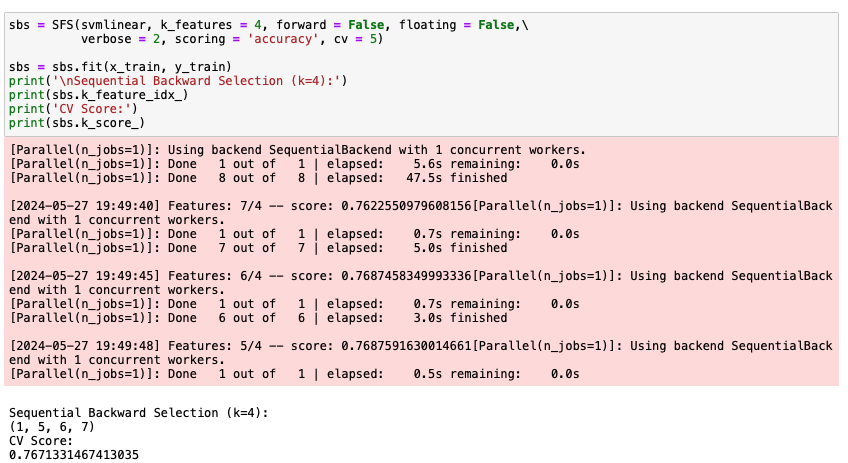 sbs = SFS(svmlinear, k_features = 4, forward = False, floating = False,\
verbose = 2, scoring = 'accuracy', cv = 5)
sbs = sbs.fit(x_train, y_train)
print('\nSequential Backward Selection (k=4):')
print(sbs.k_feature_idx_)
print('CV Score:')
print(sbs.k_score_)
[Parallel(n_jobs=1)]: Using backend SequentialBackend with 1 concurrent workers.
[Parallel(n_jobs=1)]: Done   1 out of   1 | elapsed:    5.6s remaining:    0.0s
[Parallel(n_jobs=1)]: Done   8 out of   8 | elapsed:   47.5s finished
[2024-05-27 19:49:40] Features: 7/4 -- score: 0.7622550979608156[Parallel(n_jobs=1)]: Using backend SequentialBack
end with 1 concurrent workers.
[Parallel(n_jobs=1)]: Done   1 out of   1 | elapsed:    0.7s remaining:    0.0s
[Parallel(n_jobs=1)]: Done   7 out of   7 | elapsed:    5.0s finished
[2024-05-27 19:49:45] Features: 6/4 -- score: 0.7687458349993336[Parallel(n_jobs=1)]: Using backend SequentialBack
end with 1 concurrent workers.
[Parallel(n_jobs=1)]: Done   1 out of   1 | elapsed:    0.7s remaining:    0.0s
[Parallel(n_jobs=1)]: Done   6 out of   6 | elapsed:    3.0s finished
[2024-05-27 19:49:48] Features: 5/4 -- score: 0.7687591630014661[Parallel(n_jobs=1)]: Using backend SequentialBack
end with 1 concurrent workers.
[Parallel(n_jobs=1)]: Done   1 out of   1 | elapsed:    0.5s remaining:    0.0s
Sequential Backward Selection (k=4):
(1, 5, 6, 7)
CV Score:
0.7671331467413035